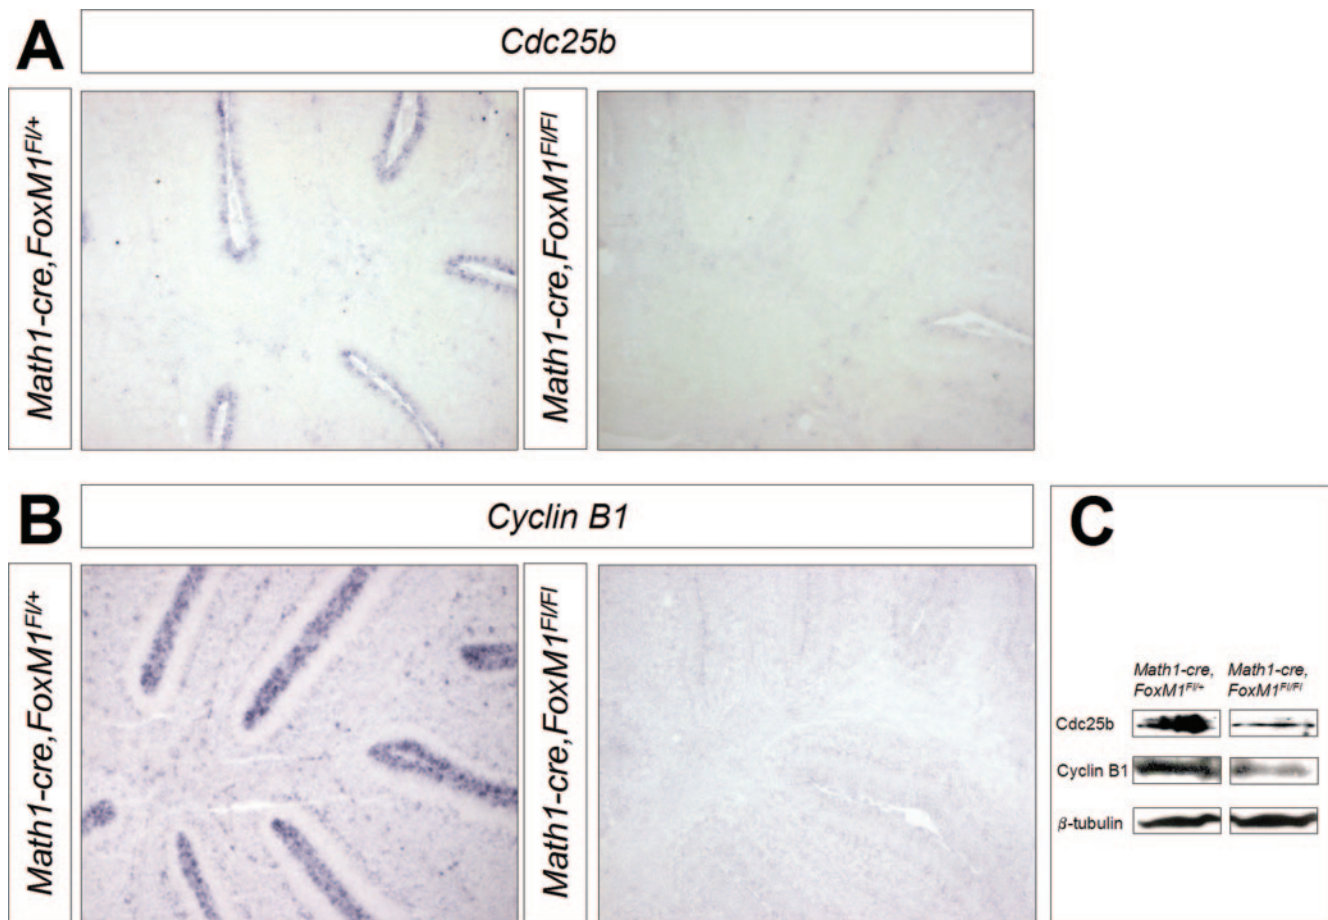 A
Cdc25b
Math1-cre,FoxM1Fl/+
Math1-cre,FoxM1Fl/Fl
B
Cyclin B1
Math1-cre,FoxM1Fl/+
Math1-cre,FoxM1Fl/Fl
C
Math1-cre,
FoxM1Fl/+
Math1-cre,
FoxM1Fl/Fl
Cdc25b
Cyclin B1
β-tubulin